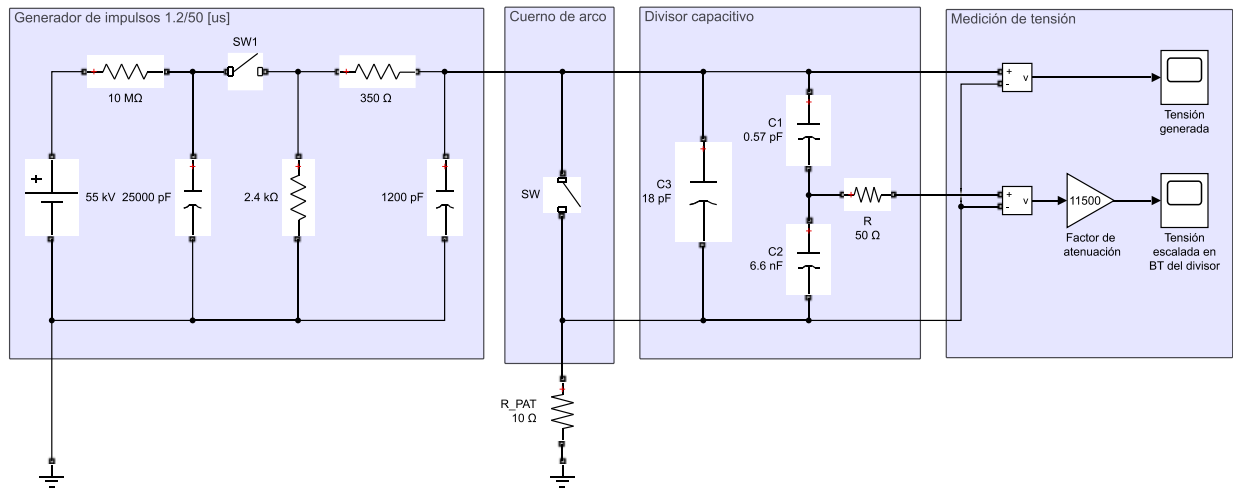 Generador de impulsos 1.2/50 [us]
10 MΩ
SW1
350 Ω
+
55 kV
25000 pF
2.4 kΩ
1200 pF
Cuerno de arco
SW
R_PAT
10 Ω
Divisor capacitivo
C3
18 pF
C1
0.57 pF
C2
6.6 nF
R
50 Ω
Medición de tensión
+
-
v
Tensión
generada
+
-
v
11500
Factor de
atenuación
Tensión
escalada en
BT del divisor